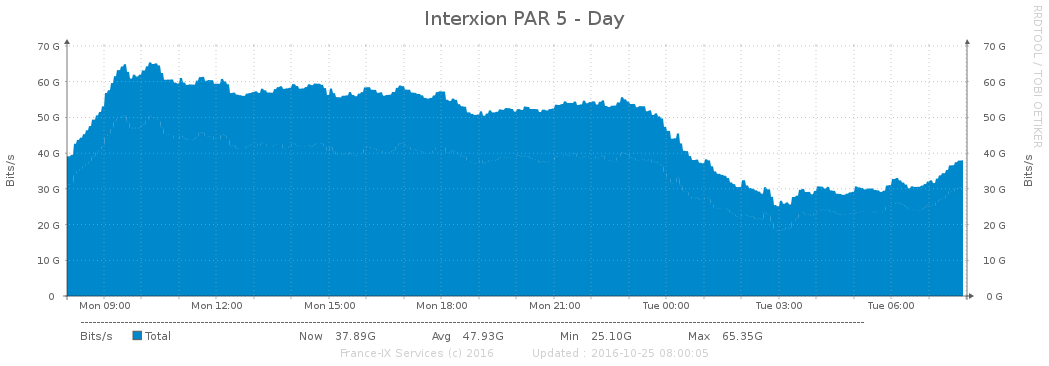 Interxion PAR 5 - Day
RRDTOOL / TOBI OETIKER
Bits/s
70 G
60 G
50 G
40 G
30 G
20 G
10 G
0
70 G
60 G
50 G
40 G
30 G
20 G
10 G
0 G
Bits/s
Mon 09:00 Mon 12:00 Mon 15:00 Mon 18:00 Mon 21:00 Tue 00:00 Tue 03:00 Tue 06:00
Bits/s Total Now 37.89G Avg 47.93G Min 25.10G Max 65.35G
France-IX Services (c) 2016 Updated : 2016-10-25 08:00:05